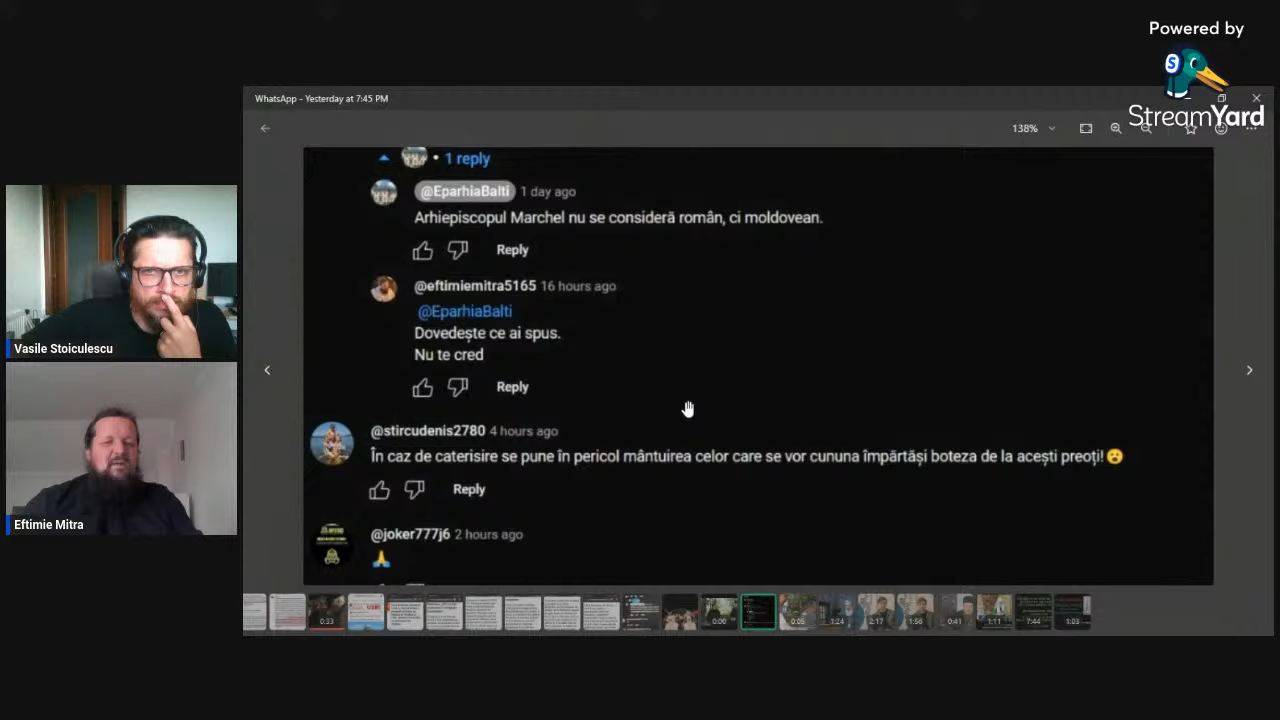 Powered by
StreamYard
WhatsApp - Yesterday at 7:45 PM
138%
• 1 reply
@EparhiaBalti 1 day ago
Arhiepiscopul Marchel nu se consideră român, ci moldovean.
Reply
@eftimiemitra5165 16 hours ago
@EparhiaBalti
Dovedește ce ai spus.
Nu te cred
Reply
@stircudenis2780 4 hours ago
În caz de caterisire se pune în pericol mântuirea celor care se vor cununa împărtăși boteza de la acești preoți!😮
Reply
@joker777j6 2 hours ago
🙏
Vasile Stoiculescu
Eftimie Mitra
0:33
0:00
0:05
1:24
2:17
1:56
0:41
1:11
7:44
1:03